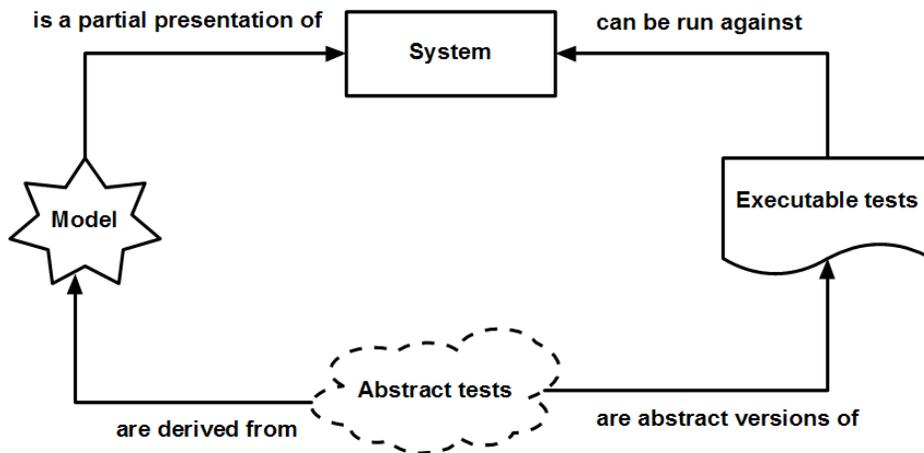 is a partial presentation of
System
can be run against
Model
Executable tests
Abstract tests
are derived from
are abstract versions of